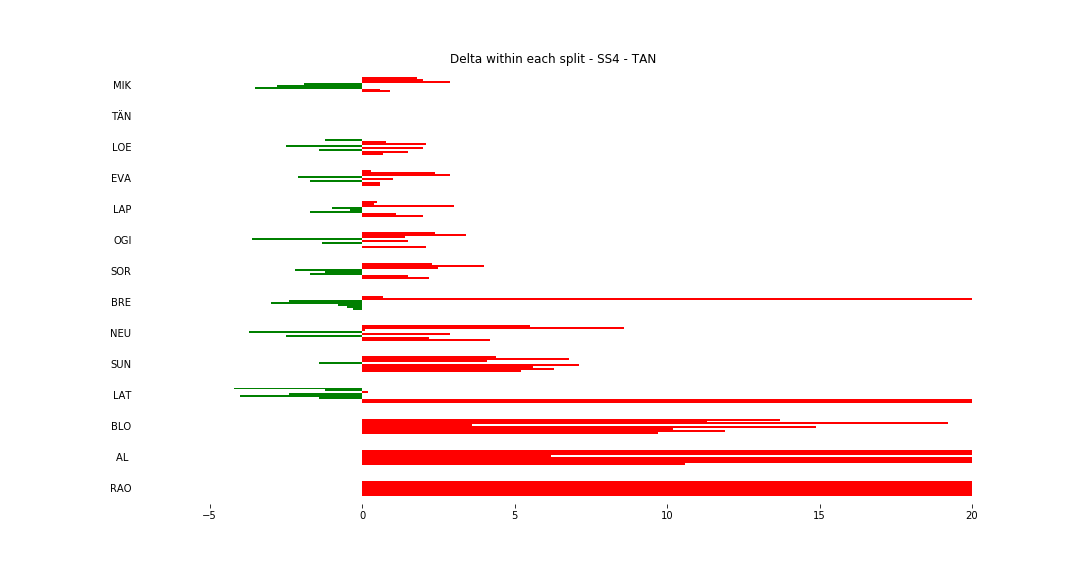 Delta within each split - SS4 - TAN
MIK
TÄN
LOE
EVA
LAP
OGI
SOR
BRE
NEU
SUN
LAT
BLO
AL
RAO
−5 0 5 10 15 20